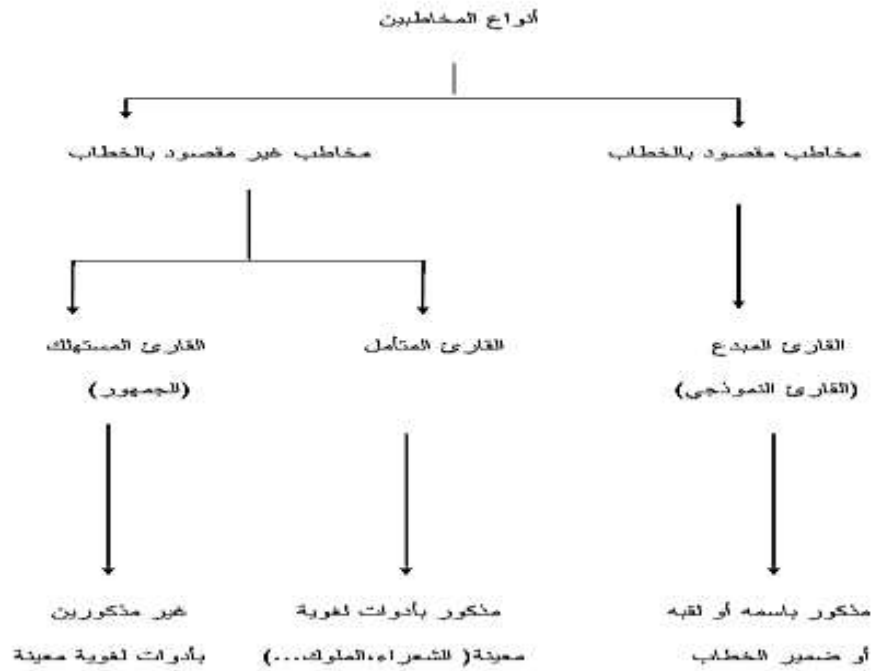 أنواع المخاطبين
مخاطب مقصود بالخطاب
مخاطب غير مقصود بالخطاب
القارئ المبدع
(القارئ النموذجي)
القارئ المتأمل
القارئ المستهلك
(الجمهور)
مذكور باسمه أو لقبه
أو ضمير الخطاب
مذكور بأدوات لغوية
معينة( الشعراء،الملوك...)
غير مذكورين
بأدوات لغوية معينة